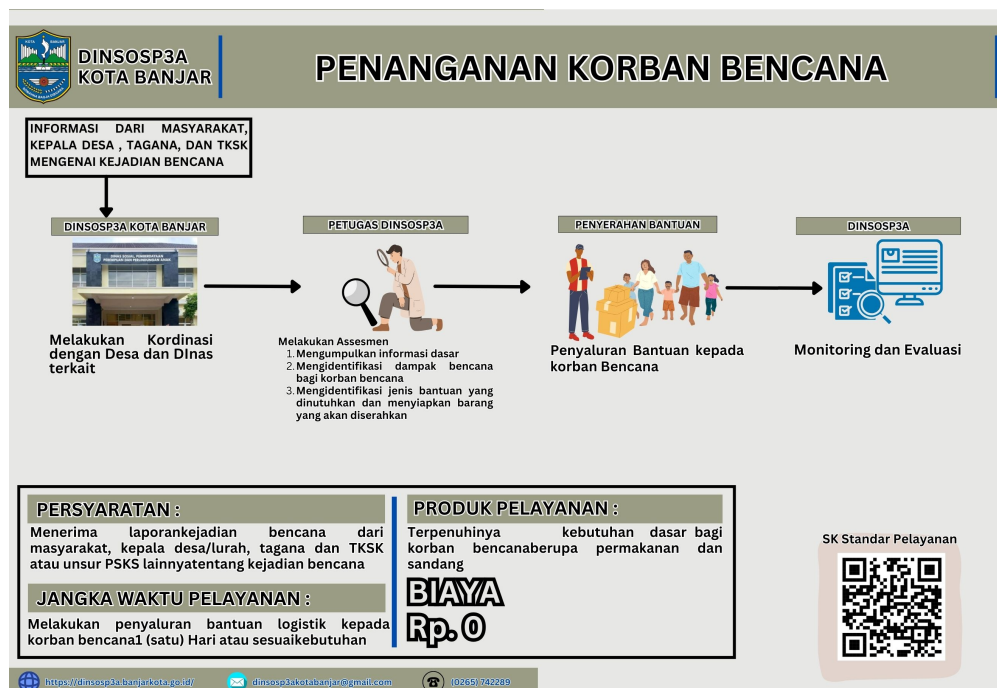 DINSOSP3A
KOTA BANJAR
PENANGANAN KORBAN BENCANA
INFORMASI DARI MASYARAKAT,
KEPALA DESA , TAGANA, DAN TKSK
MENGENAI KEJADIAN BENCANA
DINSOSP3A KOTA BANJAR
Melakukan Kordinasi
dengan Desa dan DInas
terkait
PETUGAS DINSOSP3A
Melakukan Assesmen
1. Mengumpulkan informasi dasar
2. Mengidentifikasi dampak bencana
bagi korban bencana
3. Mengidentifikasi jenis bantuan yang
dinutuhkan dan menyiapkan barang
yang akan diserahkan
PENYERAHAN BANTUAN
Penyaluran Bantuan kepada
korban Bencana
DINSOSP3A
Monitoring dan Evaluasi
PERSYARATAN :
Menerima laporankejadian bencana dari
masyarakat, kepala desa/lurah, tagana dan TKSK
atau unsur PSKS lainnyatentang kejadian bencana
JANGKA WAKTU PELAYANAN :
Melakukan penyaluran bantuan logistik kepada
korban bencana1 (satu) Hari atau sesuaikebutuhan
PRODUK PELAYANAN :
Terpenuhinya kebutuhan dasar bagi
korban bencanaberupa permakanan dan
sandang
BIAYA
Rp. 0
SK Standar Pelayanan
https://dinsosp3a.banjarkota.go.id/
dinsosp3akotabanjar@gmail.com
(0265) 742289